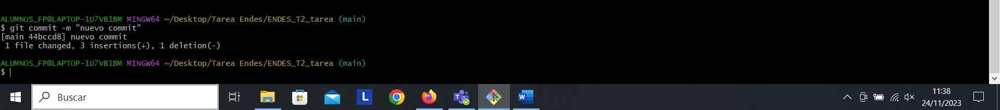 ALUMNOS_FP@LAPTOP-1U7VB1BM MINGW64 ~/Desktop/Tarea Endes/ENDES_T2_tarea (main)
$ git commit -m "nuevo commit"
[main 44bccd8] nuevo commit
 1 file changed, 3 insertions(+), 1 deletion(-)
ALUMNOS_FP@LAPTOP-1U7VB1BM MINGW64 ~/Desktop/Tarea Endes/ENDES_T2_tarea (main)
$
Buscar
L
T
W
11:38
24/11/2023